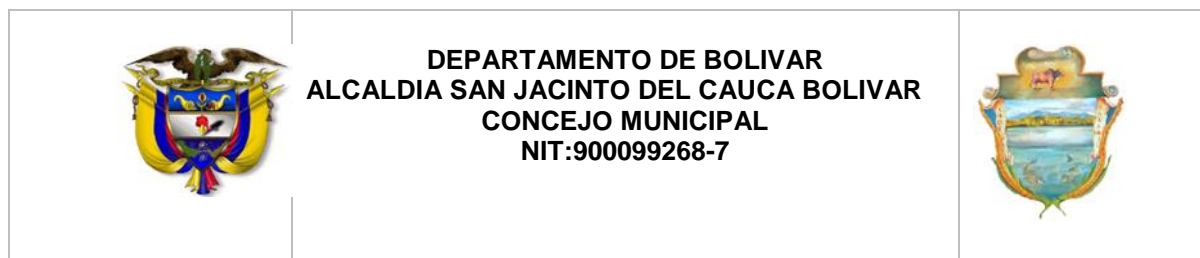 DEPARTAMENTO DE BOLIVAR
ALCALDIA SAN JACINTO DEL CAUCA BOLIVAR
CONCEJO MUNICIPAL
NIT:900099268-7